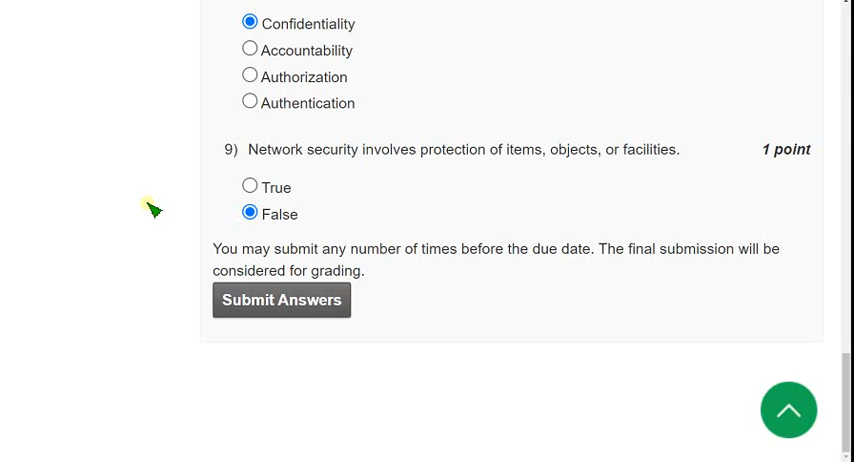 Confidentiality
Accountability
Authorization
Authentication
9) Network security involves protection of items, objects, or facilities. 1 point
True
False
You may submit any number of times before the due date. The final submission will be
considered for grading.
Submit Answers